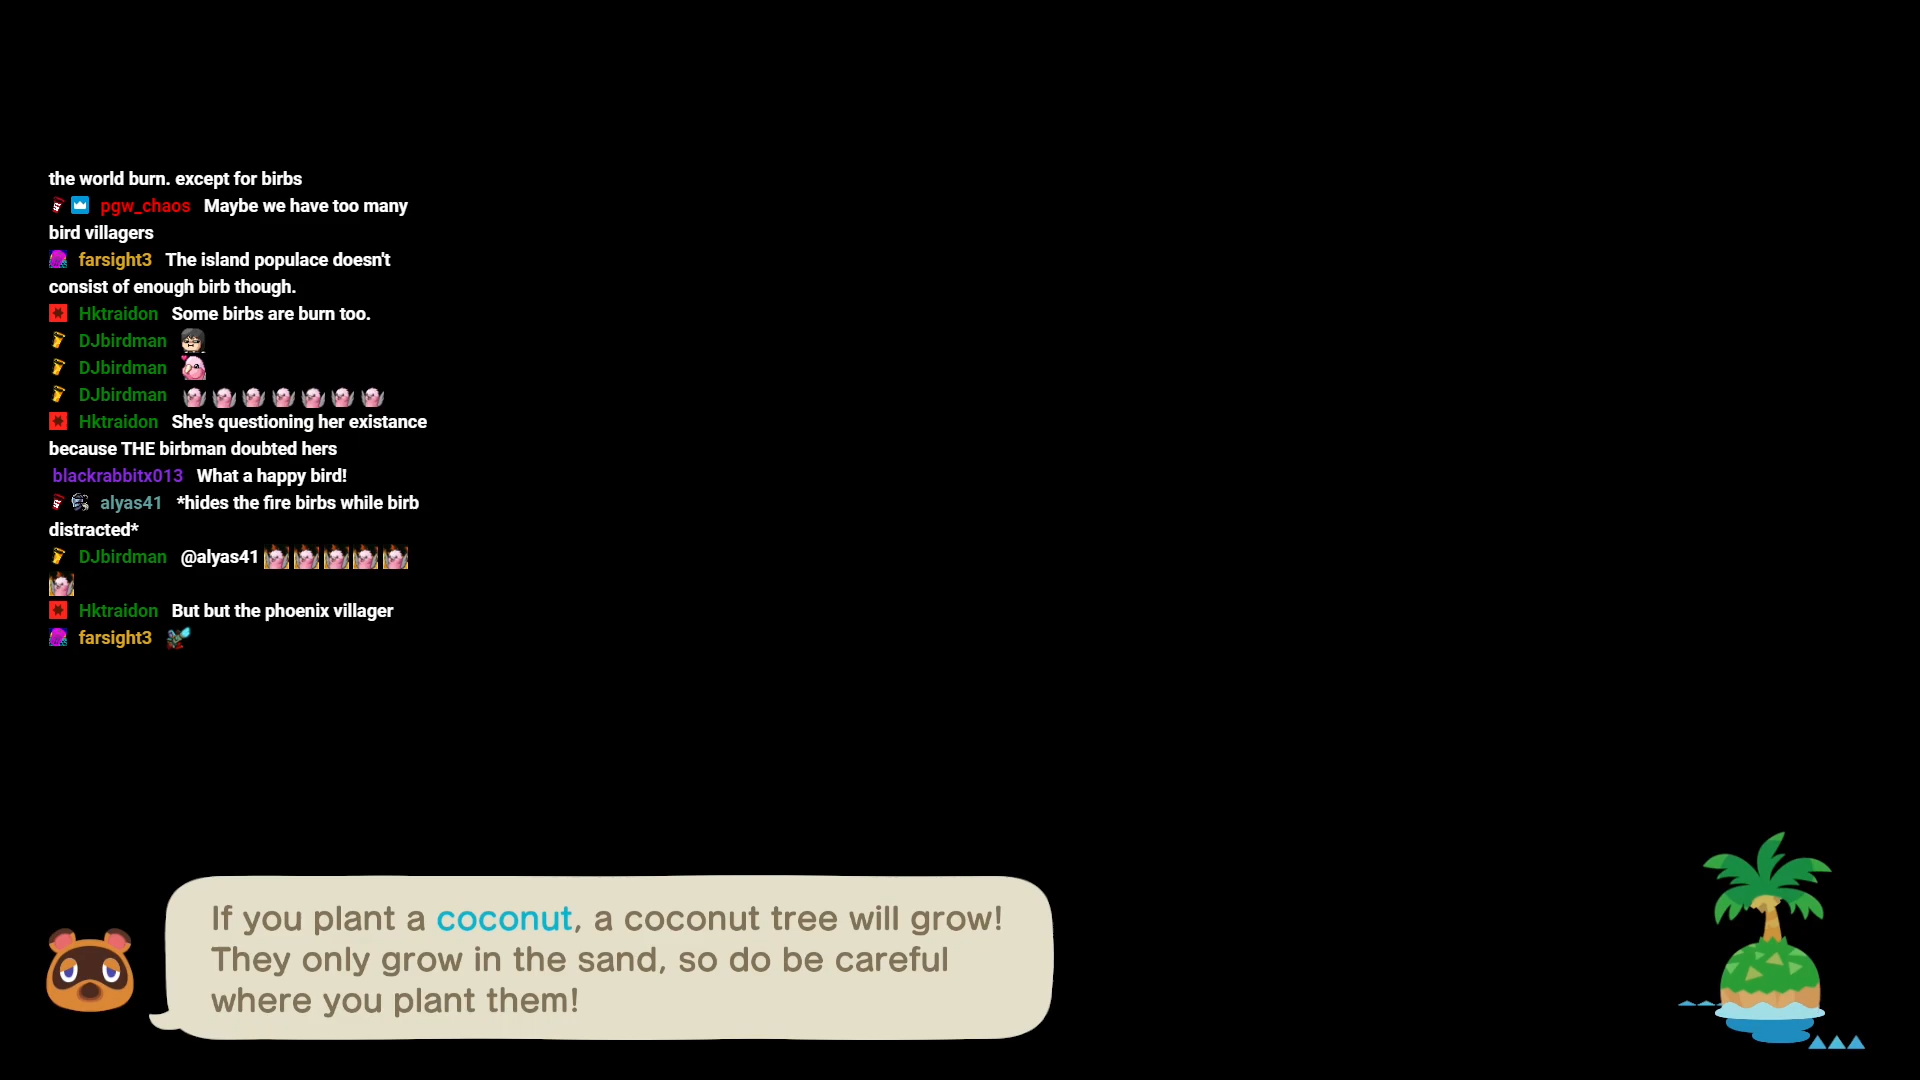 the world burn. except for birbs
pgw_chaos Maybe we have too many
bird villagers
farsight3 The island populace doesn't
consist of enough birb though.
Hktraidon Some birbs are burn too.
DJbirdman
DJbirdman
DJbirdman
Hktraidon She's questioning her existance
because THE birbman doubted hers
blackrabbitx013 What a happy bird!
alyas41 *hides the fire birbs while birb
distracted*
DJbirdman @alyas41
Hktraidon But but the phoenix villager
farsight3
If you plant a coconut, a coconut tree will grow!
They only grow in the sand, so do be careful
where you plant them!